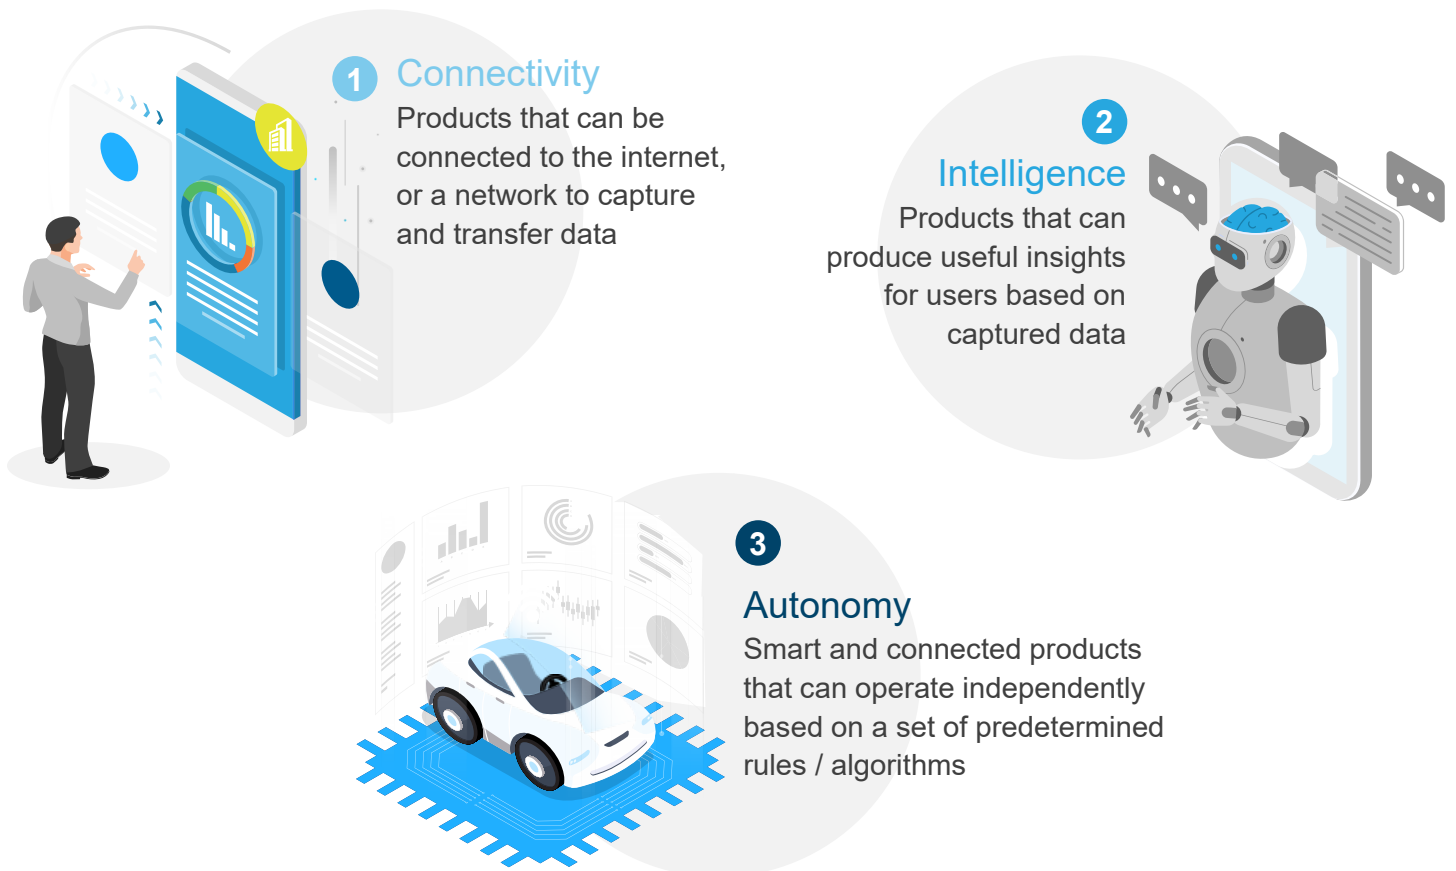 1
Connectivity
Products that can be
connected to the internet,
or a network to capture
and transfer data
2
Intelligence
Products that can
produce useful insights
for users based on
captured data
3
Autonomy
Smart and connected products
that can operate independently
based on a set of predetermined
rules / algorithms